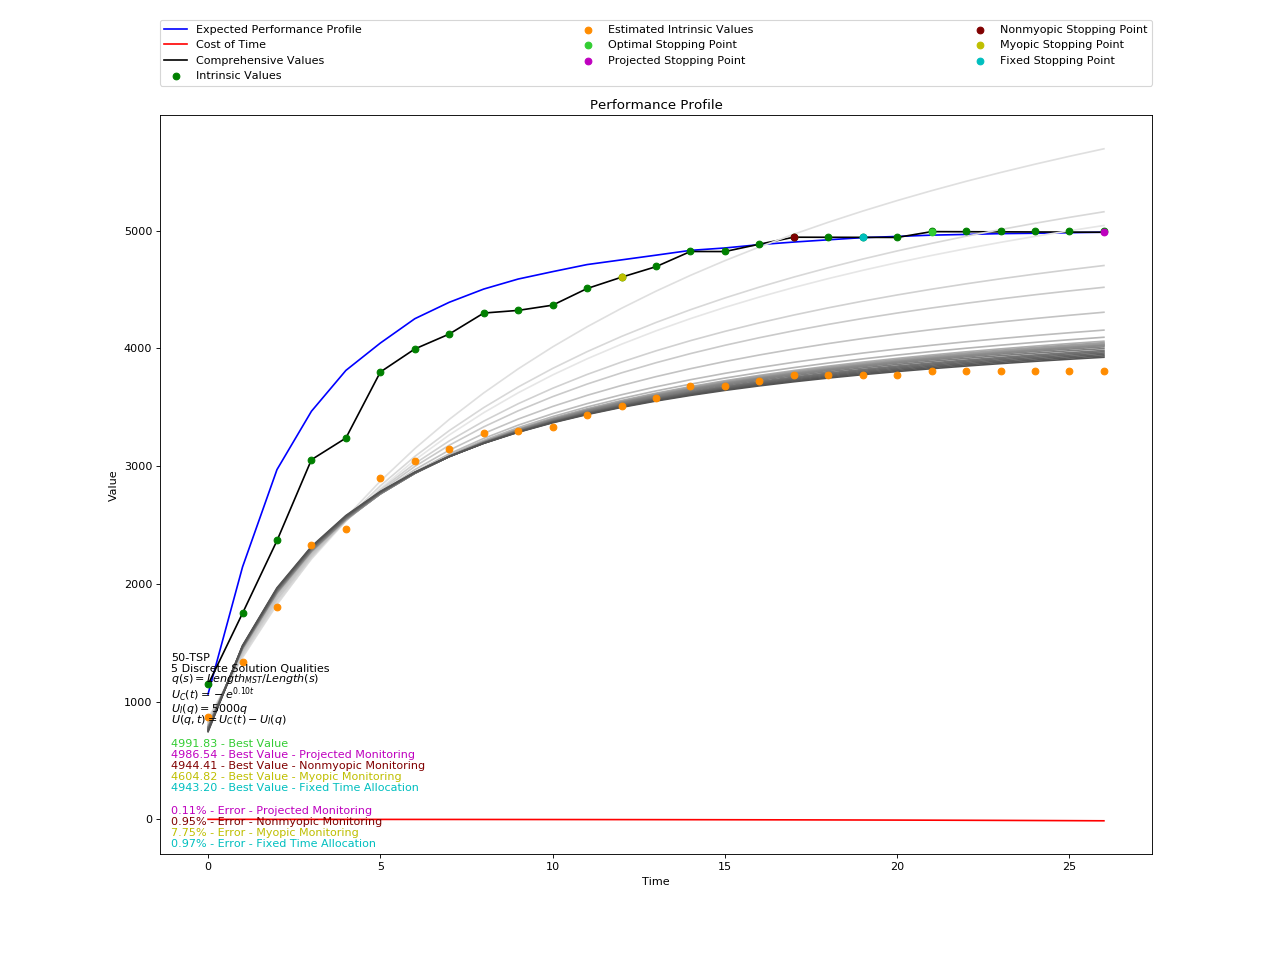 Expected Performance Profile
Cost of Time
Comprehensive Values
Intrinsic Values
Estimated Intrinsic Values
Optimal Stopping Point
Projected Stopping Point
Nonmyopic Stopping Point
Myopic Stopping Point
Fixed Stopping Point
Performance Profile
Value
5000
4000
3000
2000
1000
0
50-TSP
5 Discrete Solution Qualities
q(s) = Length_MST/Length(s)
U_C(t) = −e^0.10t
U_I(q) = 5000q
U(q, t) = U_C(t) − U_I(q)
4991.83 - Best Value
4986.54 - Best Value - Projected Monitoring
4944.41 - Best Value - Nonmyopic Monitoring
4604.82 - Best Value - Myopic Monitoring
4943.20 - Best Value - Fixed Time Allocation
0.11% - Error - Projected Monitoring
0.95% - Error - Nonmyopic Monitoring
7.75% - Error - Myopic Monitoring
0.97% - Error - Fixed Time Allocation
0 5 10 15 20 25
Time